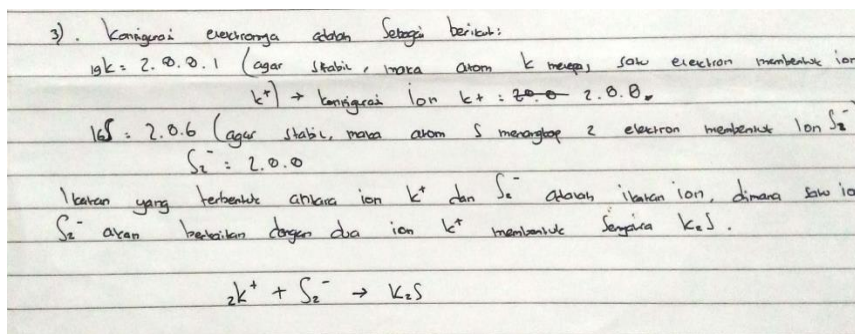 3). Konfigurasi elektronnya adalah Sebagai berikut:
19K = 2.8.8.1 (agar stabil, maka atom K melepas satu elektron membentuk ion
K+) → konfigurasi ion K+ = 2.8.8.
16S = 2.8.6 (agar stabil, maka atom S menangkap 2 elektron membentuk Ion S2-
S2- = 2.8.8
Ikatan yang terbentuk antara ion K+ dan S2- adalah ikatan ion, dimana satu io
S2- akan berkaitan dengan dua ion K+ membentuk Senyawa K2S.
2K+ + S2- → K2S